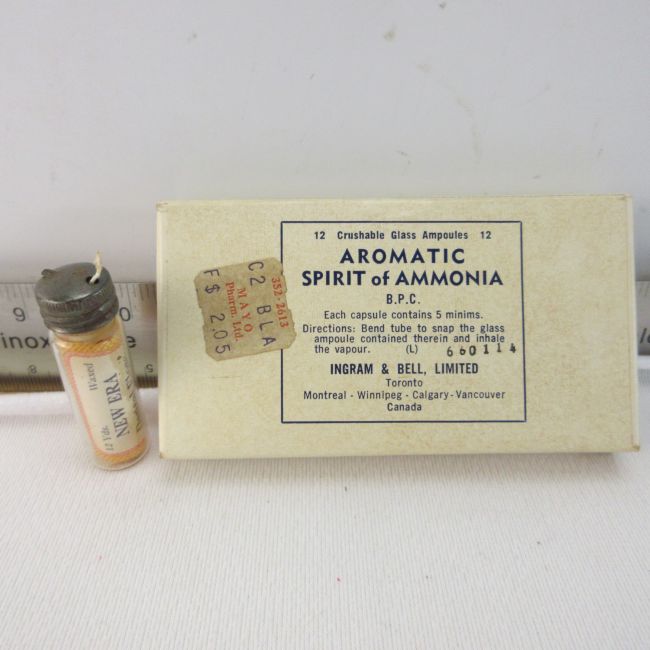 12 Crushable Glass Ampoules 12
AROMATIC
SPIRIT of AMMONIA
B.P.C.
Each capsule contains 5 minims.
Directions: Bend tube to snap the glass
ampoule contained therein and inhale
the vapour. (L) 660114
INGRAM & BELL, LIMITED
Toronto
Montreal - Winnipeg - Calgary - Vancouver
Canada
352-2613
MAYO
Pharm. Ltd.
C2 BLA
F$ 2.05
12 Yds. Waxed
NEW ERA
9
inox
8